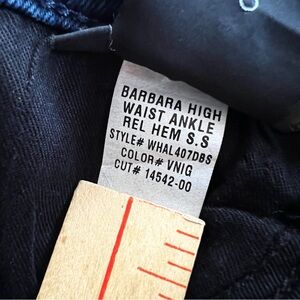 BARBARA HIGH
WAIST ANKLE
REL HEM S.S
STYLE# WHAL407DBS
COLOR# VNIG
CUT# 14542-00